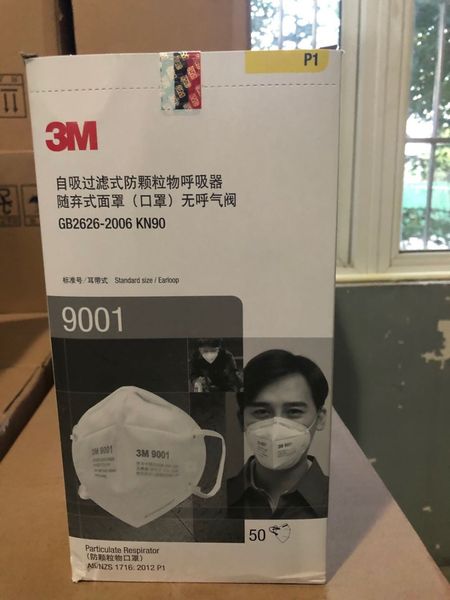 P1
3M
自吸过滤式防颗粒物呼吸器
随弃式面罩（口罩）无呼气阀
GB2626-2006 KN90
标准号/耳带式 Standard size / Earloop
9001
3M 9001
3M 9001
50
Particulate Respirator
(防颗粒物口罩)
AS/NZS 1716: 2012 P1